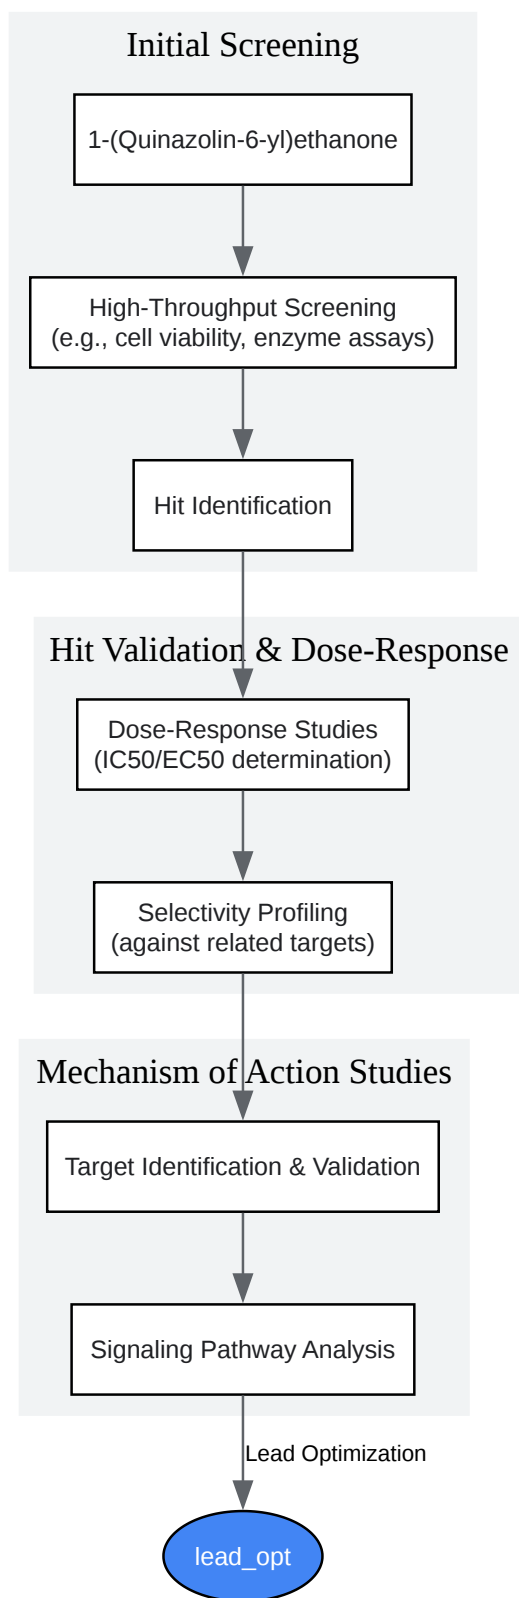 Initial Screening
1-(Quinazolin-6-yl)ethanone
High-Throughput Screening
(e.g., cell viability, enzyme assays)
Hit Identification
Hit Validation & Dose-Response
Dose-Response Studies
(IC50/EC50 determination)
Selectivity Profiling
(against related targets)
Mechanism of Action Studies
Target Identification & Validation
Signaling Pathway Analysis
Lead Optimization
lead_opt